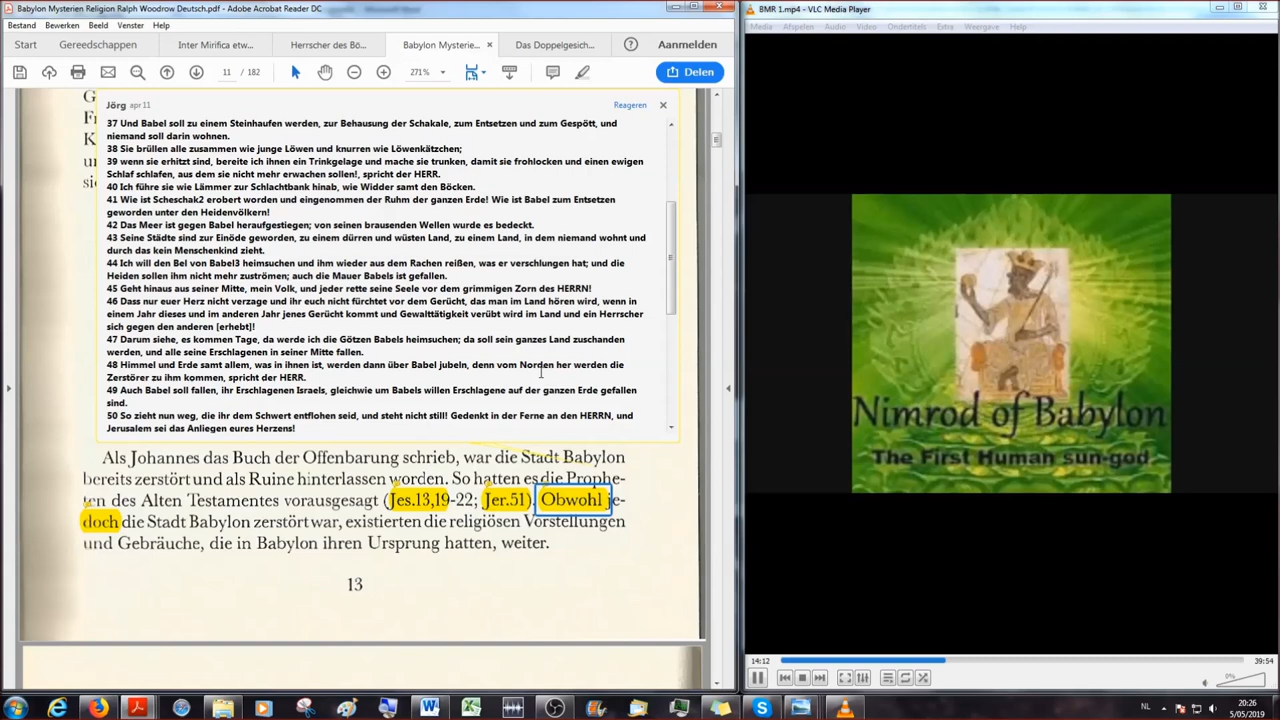 Babylon Mysterien Religion Ralph Woodrow Deutsch.pdf - Adobe Acrobat Reader DC
Bestand Bewerken Beeld Venster Help
Start Gereedschappen Inter Mirifica etw... Herrscher des Bö... Babylon Mysterie... × Das Doppelgesich... Aanmelden
11 / 182 271% Delen
Jörg apr 11 Reageren
37 Und Babel soll zu einem Steinhaufen werden, zur Behausung der Schakale, zum Entsetzen und zum Gespött, und
niemand soll darin wohnen.
38 Sie brüllen alle zusammen wie junge Löwen und knurren wie Löwenkätzchen;
39 wenn sie erhitzt sind, bereite ich ihnen ein Trinkgelage und mache sie trunken, damit sie frohlocken und einen ewigen
Schlaf schlafen, aus dem sie nicht mehr erwachen sollen!, spricht der HERR.
40 Ich führe sie wie Lämmer zur Schlachtbank hinab, wie Widder samt den Böcken.
41 Wie ist Scheschak2 erobert worden und eingenommen der Ruhm der ganzen Erde! Wie ist Babel zum Entsetzen
geworden unter den Heidenvölkern!
42 Das Meer ist gegen Babel heraufgestiegen; von seinen brausenden Wellen wurde es bedeckt.
43 Seine Städte sind zur Einöde geworden, zu einem dürren und wüsten Land, zu einem Land, in dem niemand wohnt und
durch das kein Menschenkind zieht.
44 Ich will den Bel von Babel3 heimsuchen und ihm wieder aus dem Rachen reißen, was er verschlungen hat; und die
Heiden sollen ihm nicht mehr zuströmen; auch die Mauer Babels ist gefallen.
45 Geht hinaus aus seiner Mitte, mein Volk, und jeder rette seine Seele vor dem grimmigen Zorn des HERRN!
46 Dass nur euer Herz nicht verzage und ihr euch nicht fürchtet vor dem Gerücht, das man im Land hören wird, wenn in
einem Jahr dieses und im anderen Jahr jenes Gerücht kommt und Gewalttätigkeit verübt wird im Land und ein Herrscher
sich gegen den anderen [erhebt]!
47 Darum siehe, es kommen Tage, da werde ich die Götzen Babels heimsuchen; da soll sein ganzes Land zuschanden
werden, und alle seine Erschlagenen in seiner Mitte fallen.
48 Himmel und Erde samt allem, was in ihnen ist, werden dann über Babel jubeln, denn vom Norden her werden die
Zerstörer zu ihm kommen, spricht der HERR.
49 Auch Babel soll fallen, ihr Erschlagenen Israels, gleichwie um Babels willen Erschlagene auf der ganzen Erde gefallen
sind.
50 So zieht nun weg, die ihr dem Schwert entflohen seid, und steht nicht still! Gedenkt in der Ferne an den HERRN, und
Jerusalem sei das Anliegen eures Herzens!
Als Johannes das Buch der Offenbarung schrieb, war die Stadt Babylon
bereits zerstört und als Ruine hinterlassen worden. So hatten es die Prophe-
ten des Alten Testamentes vorausgesagt (Jes.13,19-22; Jer.51). Obwohl je-
doch die Stadt Babylon zerstört war, existierten die religiösen Vorstellungen
und Gebräuche, die in Babylon ihren Ursprung hatten, weiter.
13
BMR 1.mp4 - VLC Media Player
Media Afspelen Audio Video Ondertitels Extra Weergave Help
Nimrod of Babylon
The First Human sun-god
14:12 39:54
0%
NL 20:26
5/05/2019